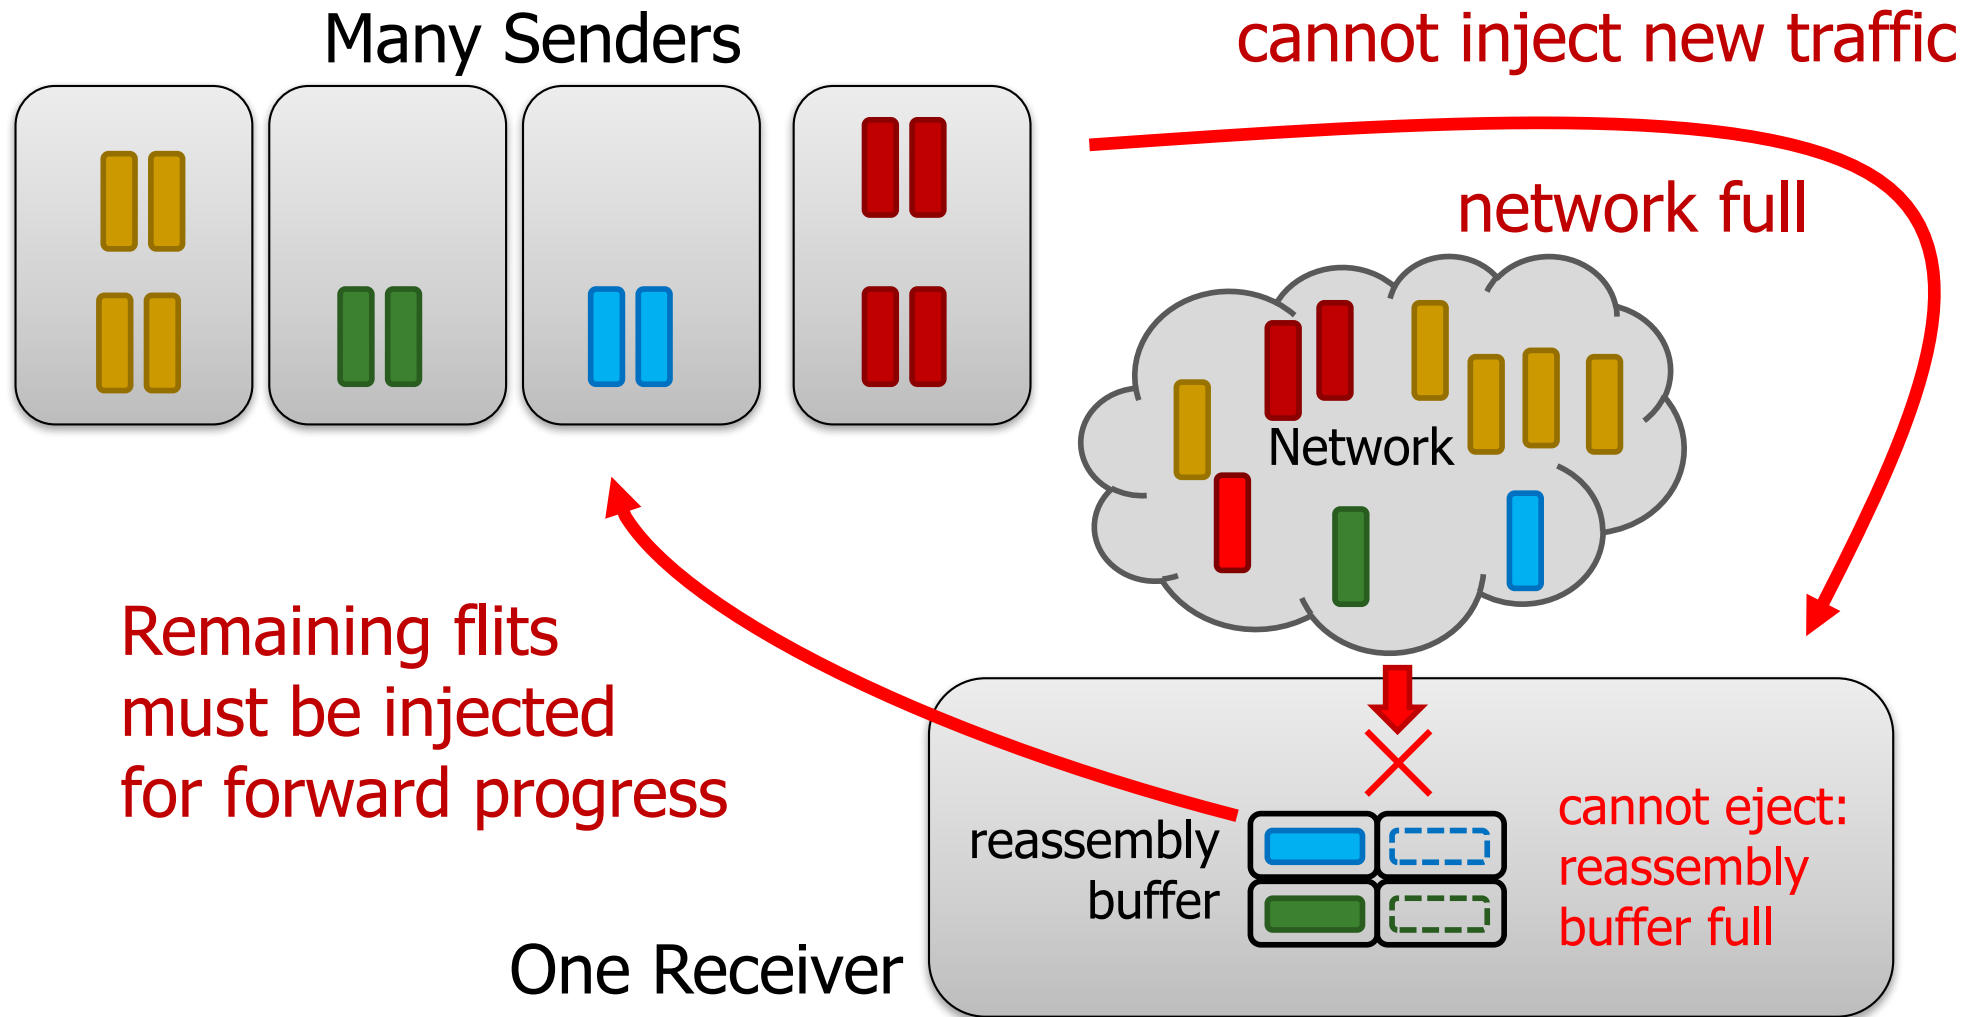 Many Senders
cannot inject new traffic
network full
Network
Remaining flits
must be injected
for forward progress
reassembly
buffer
cannot eject:
reassembly
buffer full
One Receiver